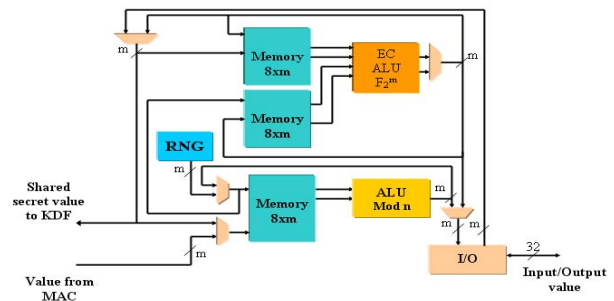 m
Memory
8xm
EC
ALU
F₂ᵐ
m
Memory
8xm
RNG
m
Memory
8xm
ALU
Mod n
m
Shared
secret value
to KDF
m
m
m
I/O
32
Input/Output
value
Value from
MAC